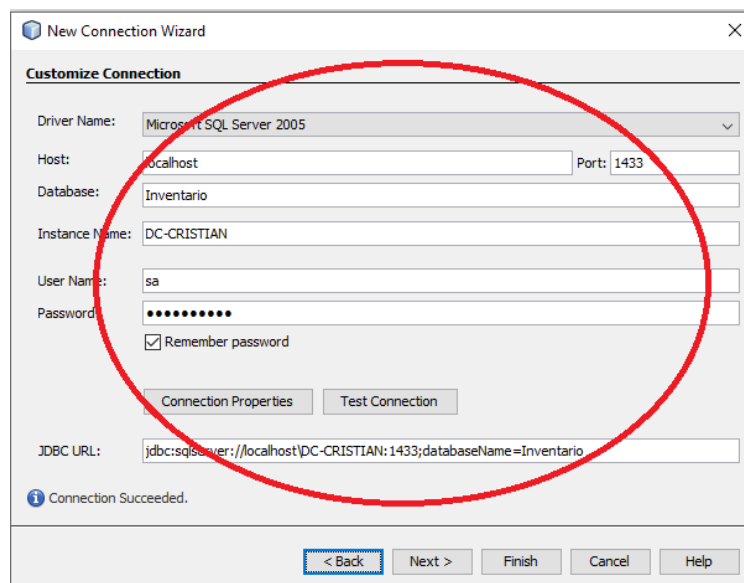 New Connection Wizard
Customize Connection
Driver Name: Microsoft SQL Server 2005
Host: localhost Port: 1433
Database: Inventario
Instance Name: DC-CRISTIAN
User Name: sa
Password: ●●●●●●●●●●
Remember password
Connection Properties Test Connection
JDBC URL: jdbc:sqlserver://localhost\DC-CRISTIAN:1433;databaseName=Inventario
Connection Succeeded.
< Back Next > Finish Cancel Help